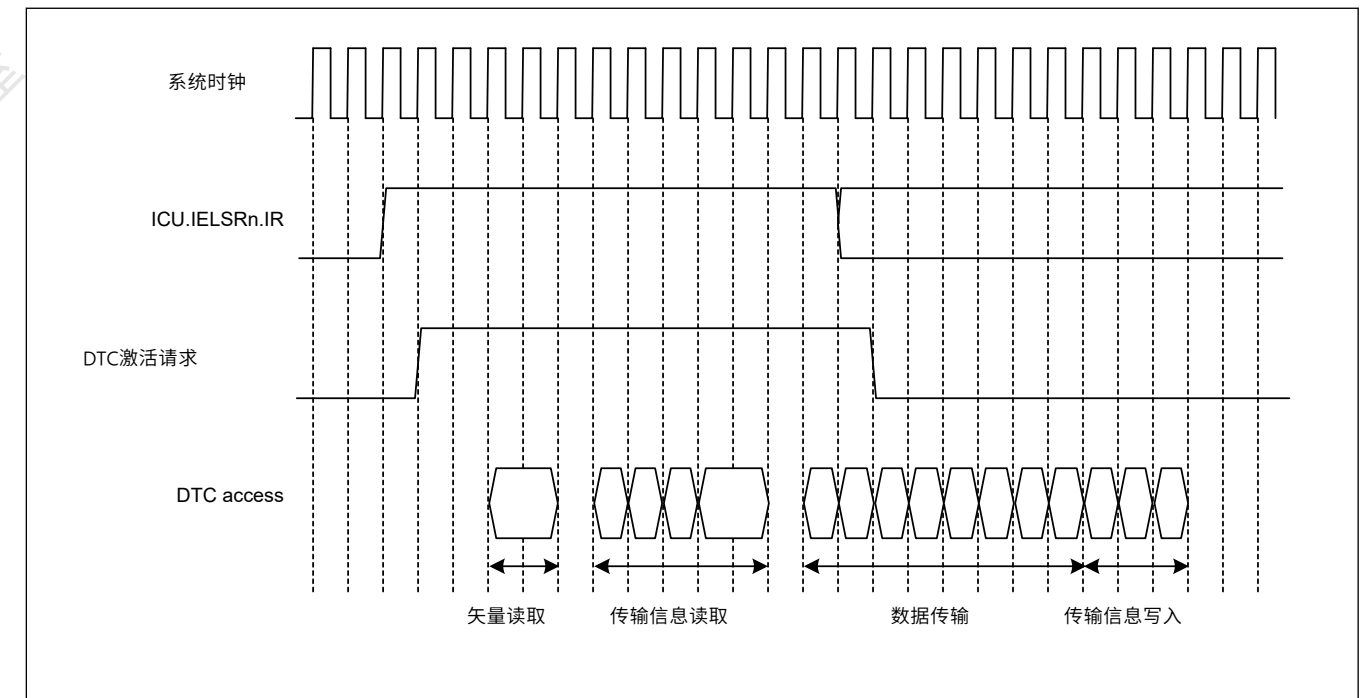 系统时钟
ICU.IELSRn.IR
DTC激活请求
DTC access
矢量读取
传输信息读取
数据传输
传输信息写入